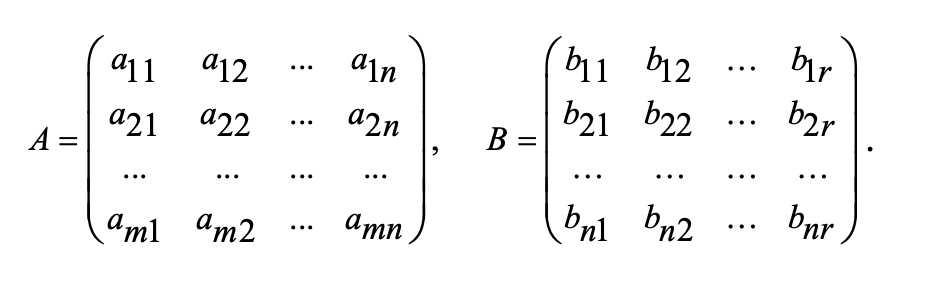 a11 a12 ... a1n b11 b12 ... b1r
a21 a22 ... a2n b21 b22 ... b2r
A = , B = .
... ... ... ... ... ... ... ...
am1 am2 ... amn bn1 bn2 ... bnr